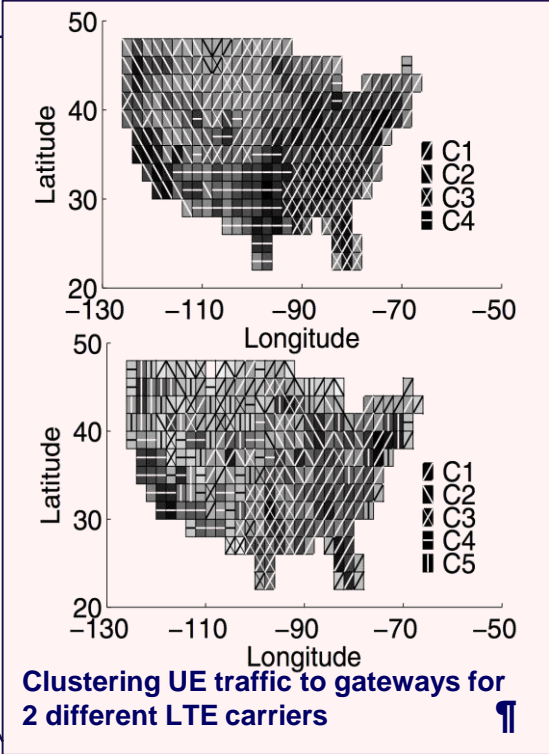 50
40
30
20
Latitude
C1
C2
C3
C4
−130 −110 −90 −70 −50
Longitude
50
40
30
20
Latitude
C1
C2
C3
C4
C5
−130 −110 −90 −70 −50
Longitude
Clustering UE traffic to gateways for
2 different LTE carriers ¶